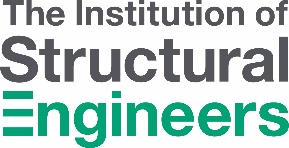 The Institution of
Structural
Engineers